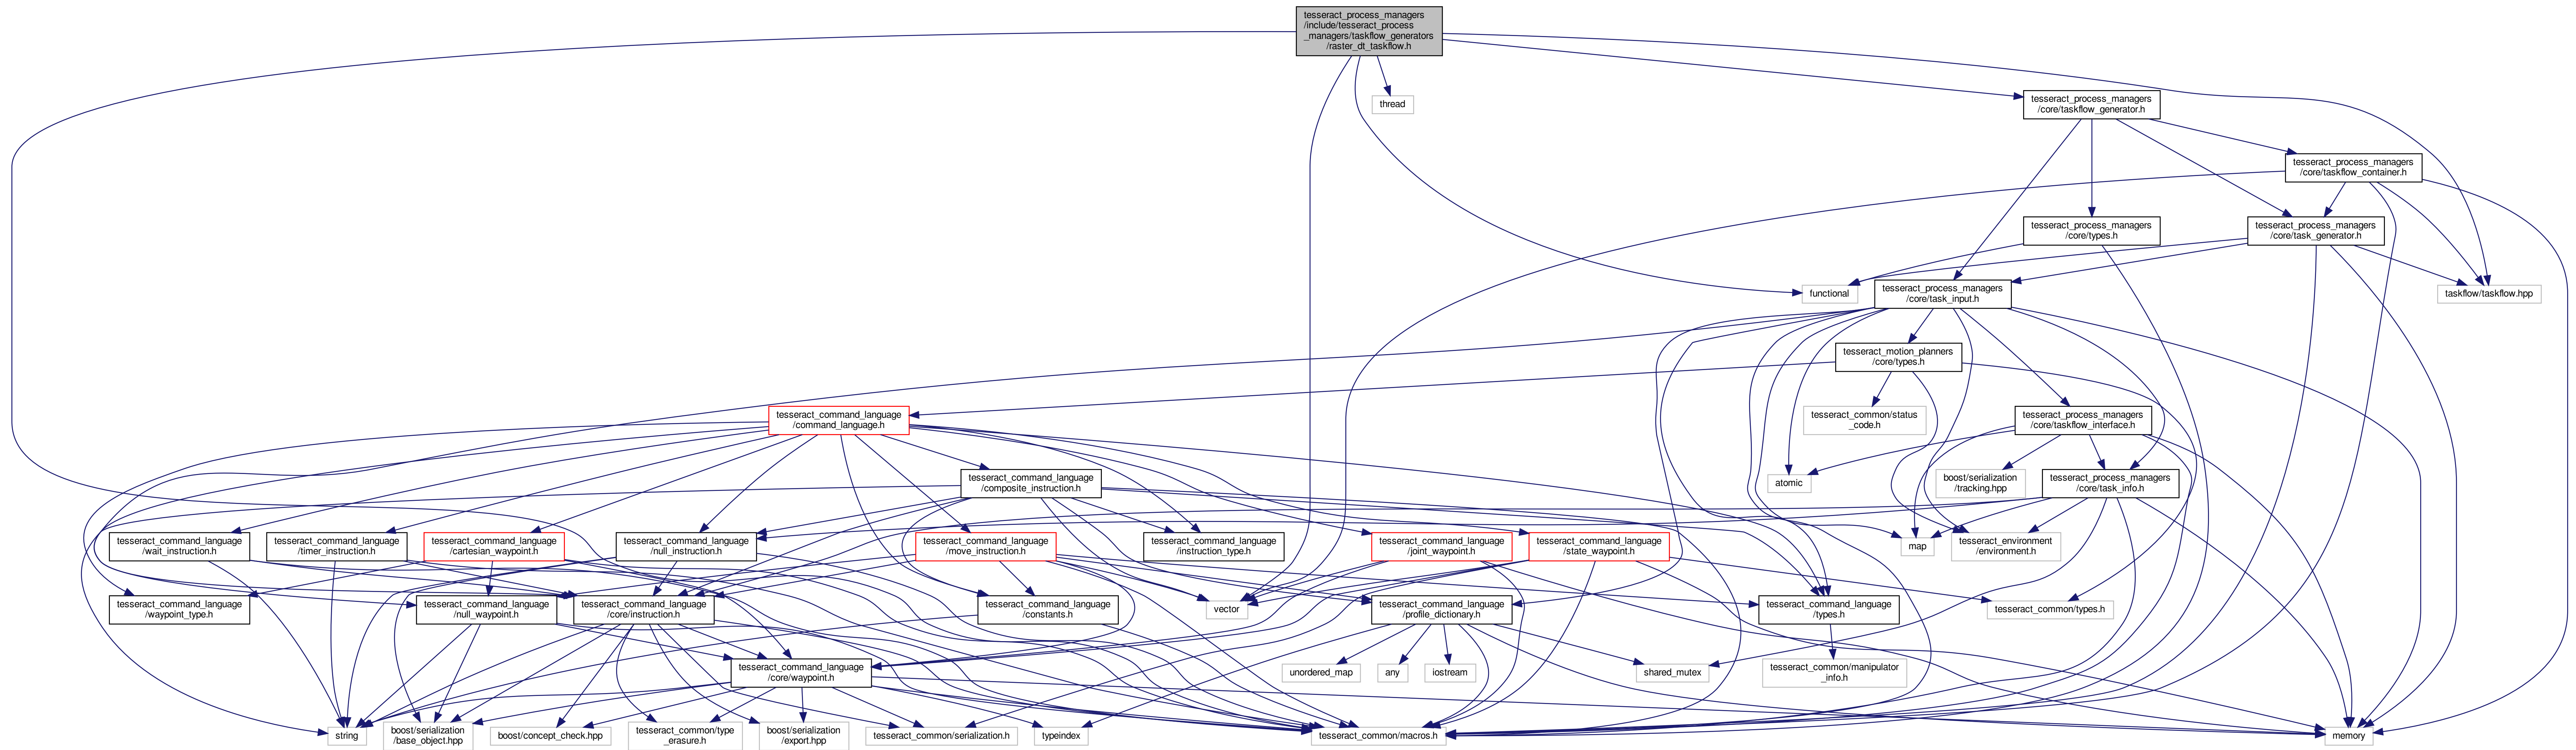 tesseract_process_managers
/include/tesseract_process
_managers/taskflow_generators
/raster_dt_taskflow.h
thread
tesseract_process_managers
/core/taskflow_generator.h
tesseract_process_managers
/core/taskflow_container.h
tesseract_process_managers
/core/types.h
tesseract_process_managers
/core/task_generator.h
functional
tesseract_process_managers
/core/task_input.h
taskflow/taskflow.hpp
tesseract_motion_planners
/core/types.h
tesseract_command_language
/command_language.h
tesseract_common/status
_code.h
tesseract_process_managers
/core/taskflow_interface.h
tesseract_command_language
/composite_instruction.h
atomic
boost/serialization
/tracking.hpp
tesseract_process_managers
/core/task_info.h
tesseract_command_language
/wait_instruction.h
tesseract_command_language
/timer_instruction.h
tesseract_command_language
/cartesian_waypoint.h
tesseract_command_language
/null_instruction.h
tesseract_command_language
/move_instruction.h
tesseract_command_language
/instruction_type.h
tesseract_command_language
/joint_waypoint.h
tesseract_command_language
/state_waypoint.h
map
tesseract_environment
/environment.h
tesseract_command_language
/waypoint_type.h
tesseract_command_language
/null_waypoint.h
tesseract_command_language
/core/instruction.h
tesseract_command_language
/constants.h
vector
tesseract_command_language
/profile_dictionary.h
tesseract_command_language
/types.h
tesseract_common/types.h
tesseract_command_language
/core/waypoint.h
unordered_map
any
iostream
shared_mutex
tesseract_common/manipulator
_info.h
string
boost/serialization
/base_object.hpp
boost/concept_check.hpp
tesseract_common/type
_erasure.h
boost/serialization
/export.hpp
tesseract_common/serialization.h
typeindex
tesseract_common/macros.h
memory